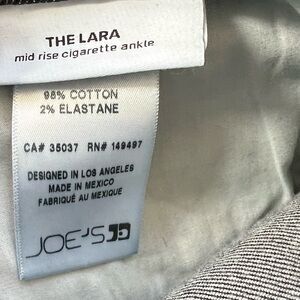 THE LARA
mid rise cigarette ankle
98% COTTON
2% ELASTANE
CA# 35037 RN# 149497
DESIGNED IN LOS ANGELES
MADE IN MEXICO
FABRIQUÉ AU MEXIQUE
JOE'S